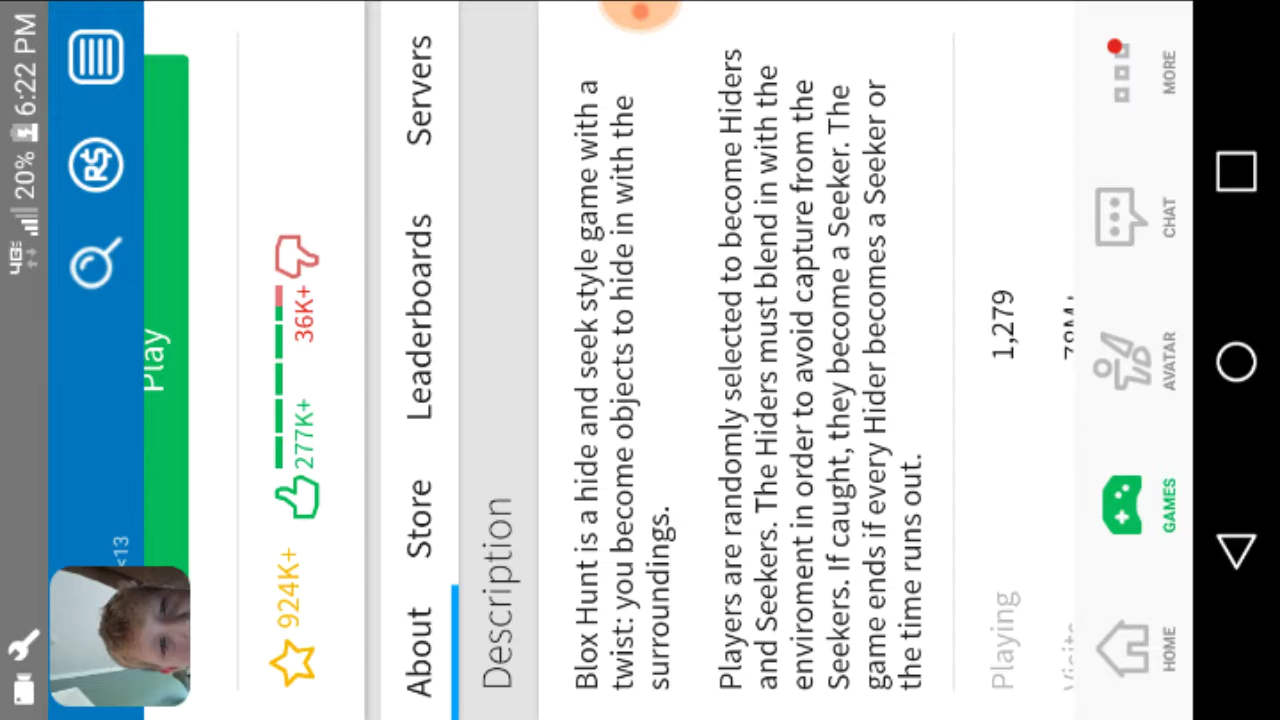 4G 20% 6:22 PM
<13
Play
924K+ 277K+ 36K+
About Store Leaderboards Servers
Description
Blox Hunt is a hide and seek style game with a
twist: you become objects to hide in with the
surroundings.
Players are randomly selected to become Hiders
and Seekers. The Hiders must blend in with the
enviroment in order to avoid capture from the
Seekers. If caught, they become a Seeker. The
game ends if every Hider becomes a Seeker or
the time runs out.
Playing 1,279
Visits 78M+
HOME GAMES AVATAR CHAT MORE